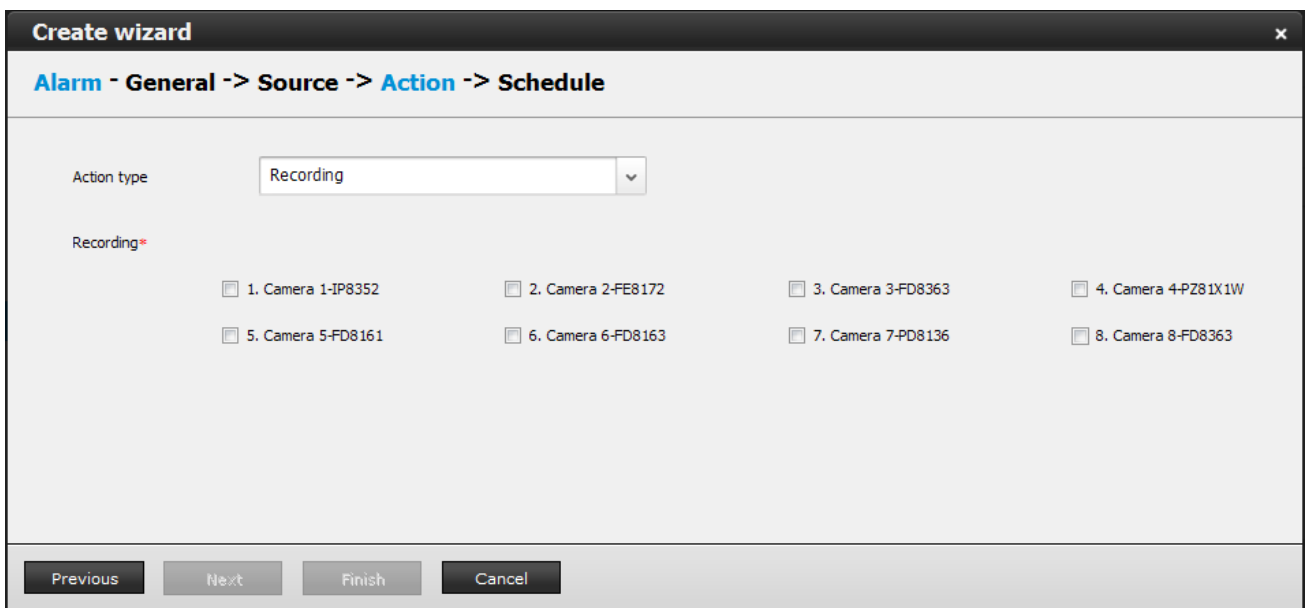 Create wizard ×
Alarm - General -> Source -> Action -> Schedule
Action type Recording
Recording*
1. Camera 1-IP8352 2. Camera 2-FE8172 3. Camera 3-FD8363 4. Camera 4-PZ81X1W
5. Camera 5-FD8161 6. Camera 6-FD8163 7. Camera 7-PD8136 8. Camera 8-FD8363
Previous Next Finish Cancel